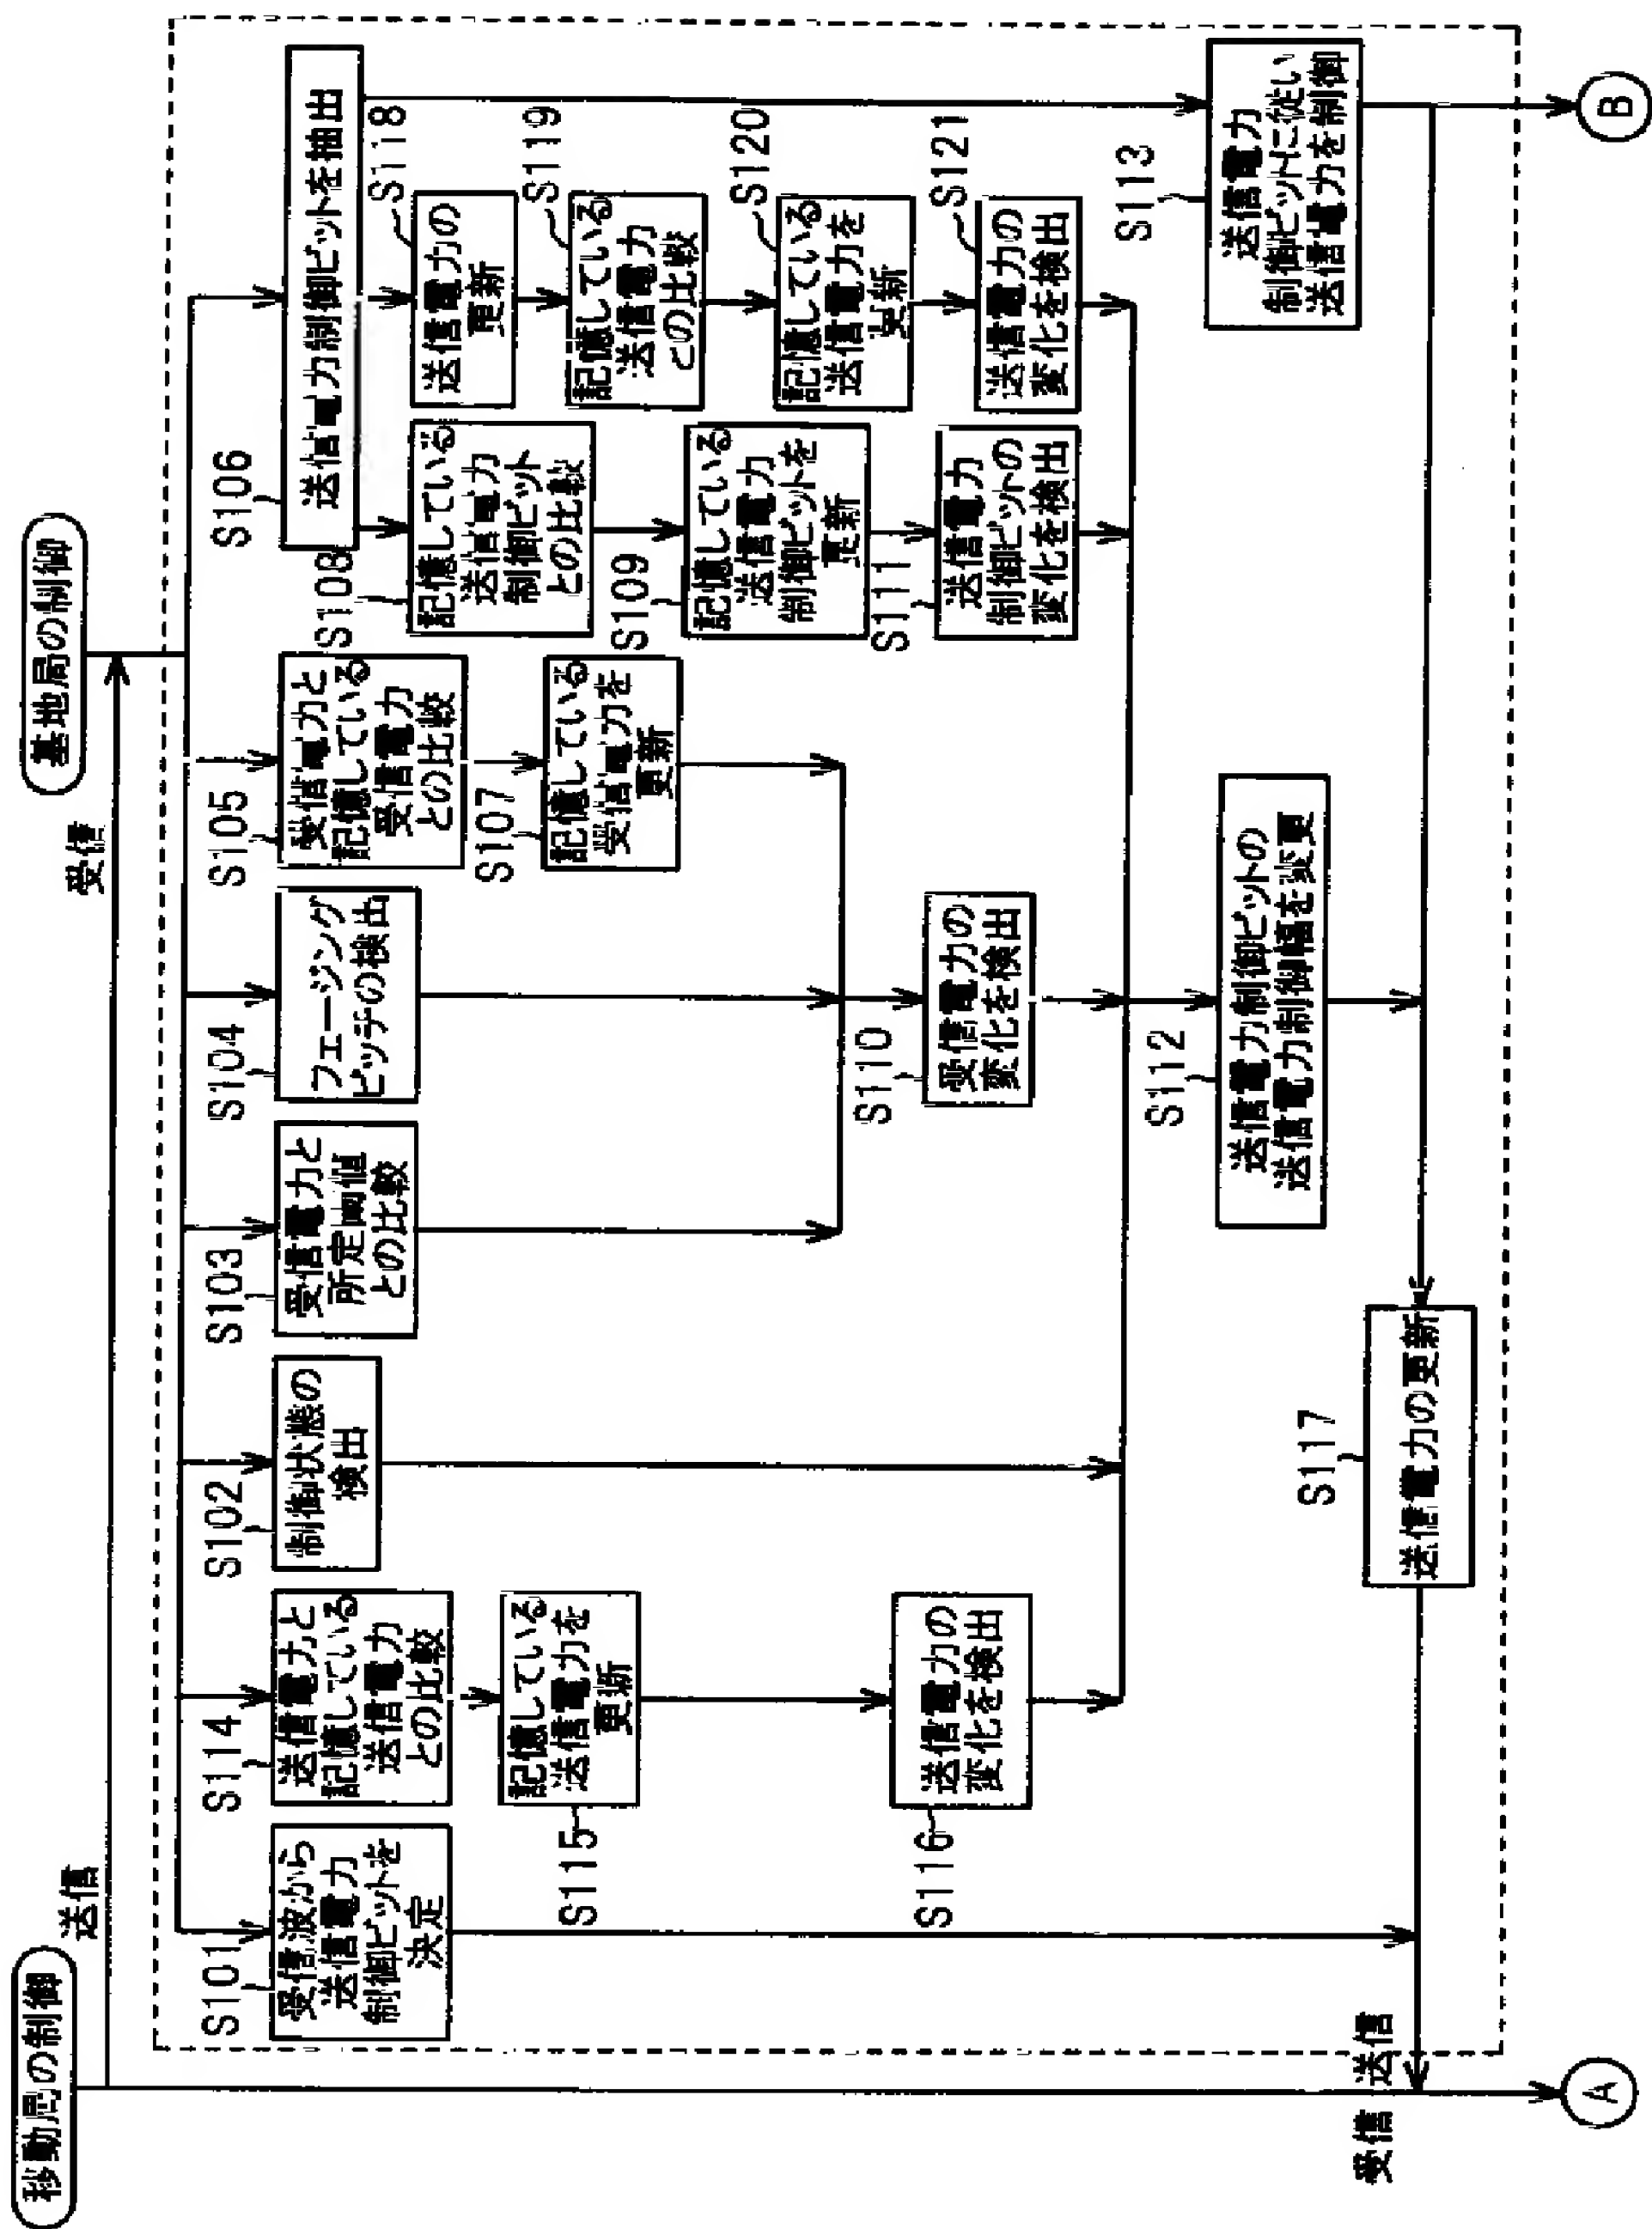 移動局の制御
基地局の制御
送信
受信
S101
受信波から
送信電力
制御ビットを
決定
S114
送信電力と
記憶している
送信電力
との比較
S102
制御状態の
検出
S103
受信電力と
所定閾値
との比較
S104
フェージング
ピッチの検出
S105
受信電力と
記憶している
受信電力
との比較
S106
送信電力制御ビットを抽出
S115
記憶している
送信電力を
更新
S107
記憶している
受信電力を
更新
S108
記憶している
送信電力
制御ビット
との比較
S118
送信電力の
更新
S119
記憶している
送信電力
との比較
S109
記憶している
送信電力
制御ビットを
更新
S120
記憶している
送信電力を
更新
S116
送信電力の
変化を検出
S110
受信電力の
変化を検出
S111
送信電力
制御ビットの
変化を検出
S121
送信電力の
変化を検出
S112
送信電力制御ビットの
送信電力制御幅を変更
S113
送信電力
制御ビットに従い
送信電力を制御
S117
送信電力の更新
受信
送信
A
B